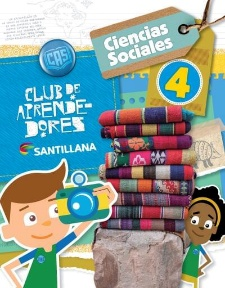 Ciencias
Sociales
4
CAS
CLUB DE
APRENDE-
DORES
SANTILLANA